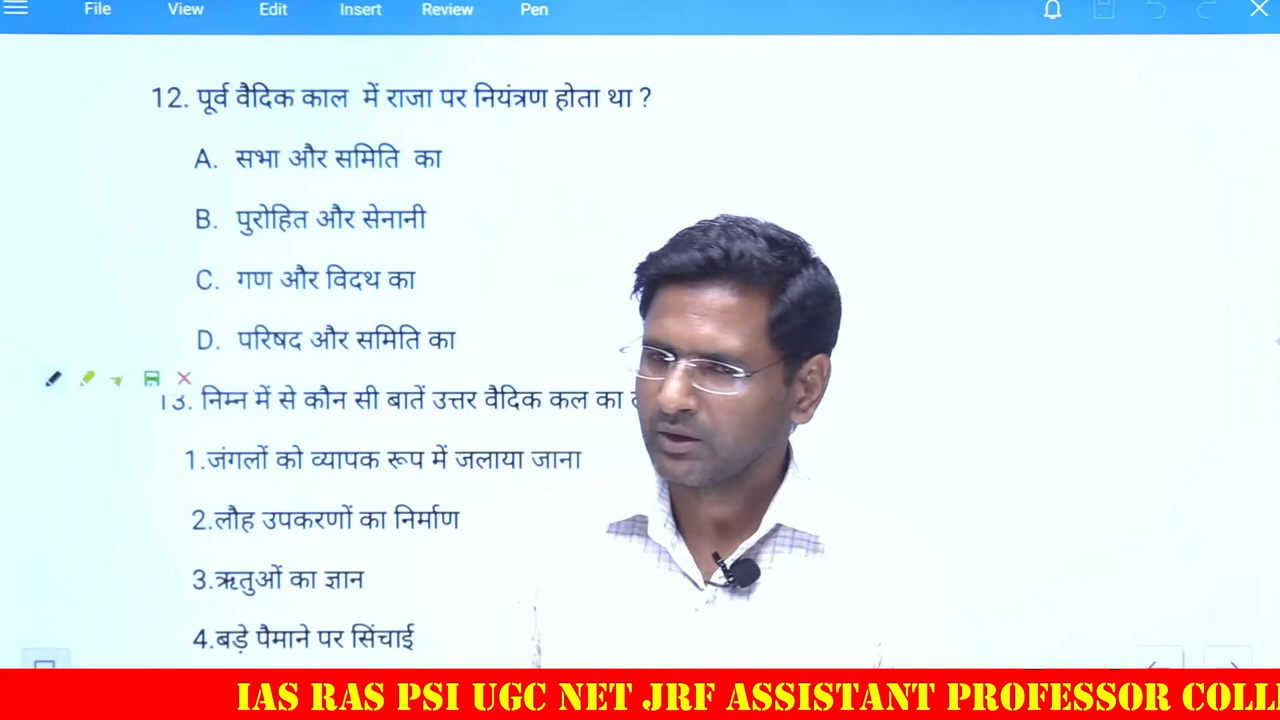 File View Edit Insert Review Pen
12. पूर्व वैदिक काल में राजा पर नियंत्रण होता था ?
A. सभा और समिति का
B. पुरोहित और सेनानी
C. गण और विदथ का
D. परिषद और समिति का
13. निम्न में से कौन सी बातें उत्तर वैदिक कल का
1.जंगलों को व्यापक रूप में जलाया जाना
2.लौह उपकरणों का निर्माण
3.ऋतुओं का ज्ञान
4.बड़े पैमाने पर सिंचाई
IAS RAS PSI UGC NET JRF ASSISTANT PROFESSOR